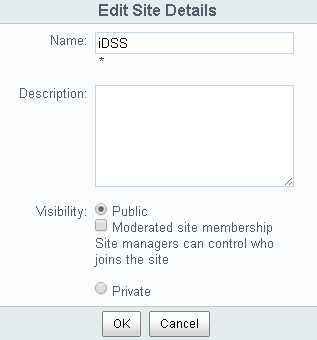 Edit Site Details
Name: iDSS
*
Description:
Visibility: Public
Moderated site membership
Site managers can control who
joins the site
Private
OK Cancel